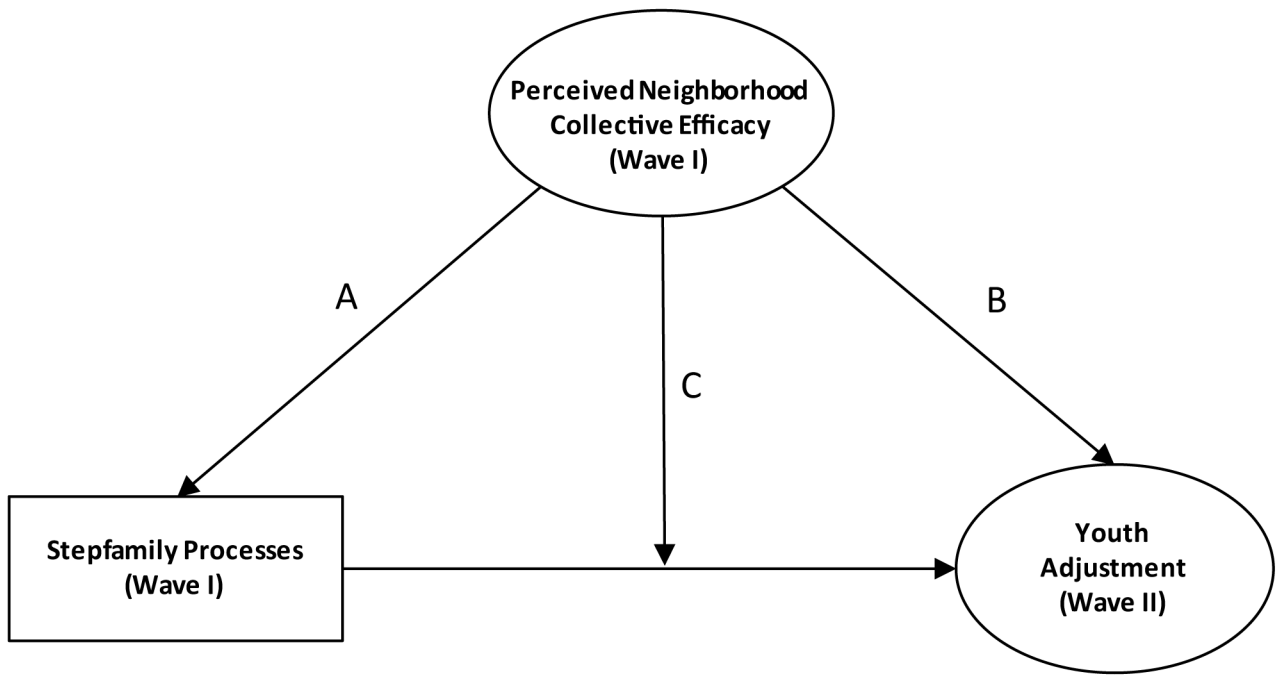 Perceived Neighborhood
Collective Efficacy
(Wave I)
A
B
C
Stepfamily Processes
(Wave I)
Youth
Adjustment
(Wave II)